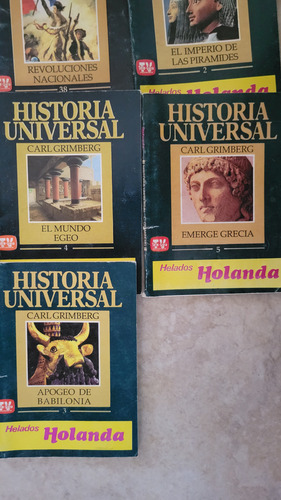 REVOLUCIONES
NACIONALES
38
EL IMPERIO DE
LAS PIRAMIDES
2
Helados Holanda
HISTORIA
UNIVERSAL
CARL GRIMBERG
EL MUNDO
EGEO
4
HISTORIA
UNIVERSAL
CARL GRIMBERG
EMERGE GRECIA
5
Helados Holanda
HISTORIA
UNIVERSAL
CARL GRIMBERG
APOGEO DE
BABILONIA
3
Helados Holanda